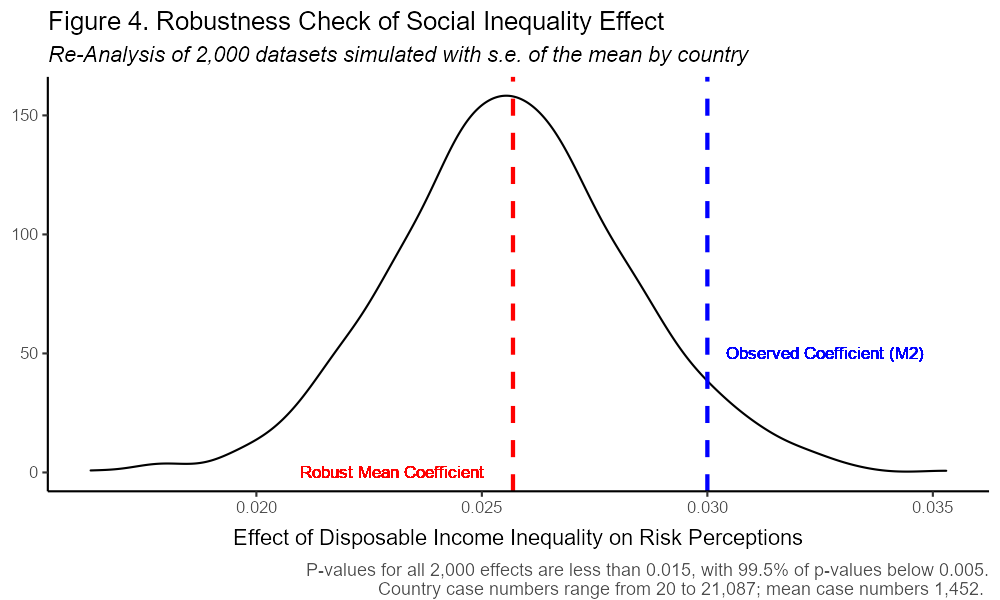 Figure 4. Robustness Check of Social Inequality Effect
Re-Analysis of 2,000 datasets simulated with s.e. of the mean by country
150
100
50
0
Observed Coefficient (M2)
Robust Mean Coefficient
0.020 0.025 0.030 0.035
Effect of Disposable Income Inequality on Risk Perceptions
P-values for all 2,000 effects are less than 0.015, with 99.5% of p-values below 0.005.
Country case numbers range from 20 to 21,087; mean case numbers 1,452.